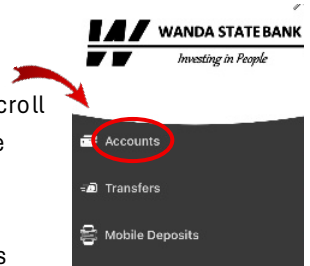 WANDA STATE BANK
Investing in People
croll
Accounts
e
Transfers
Mobile Deposits
s